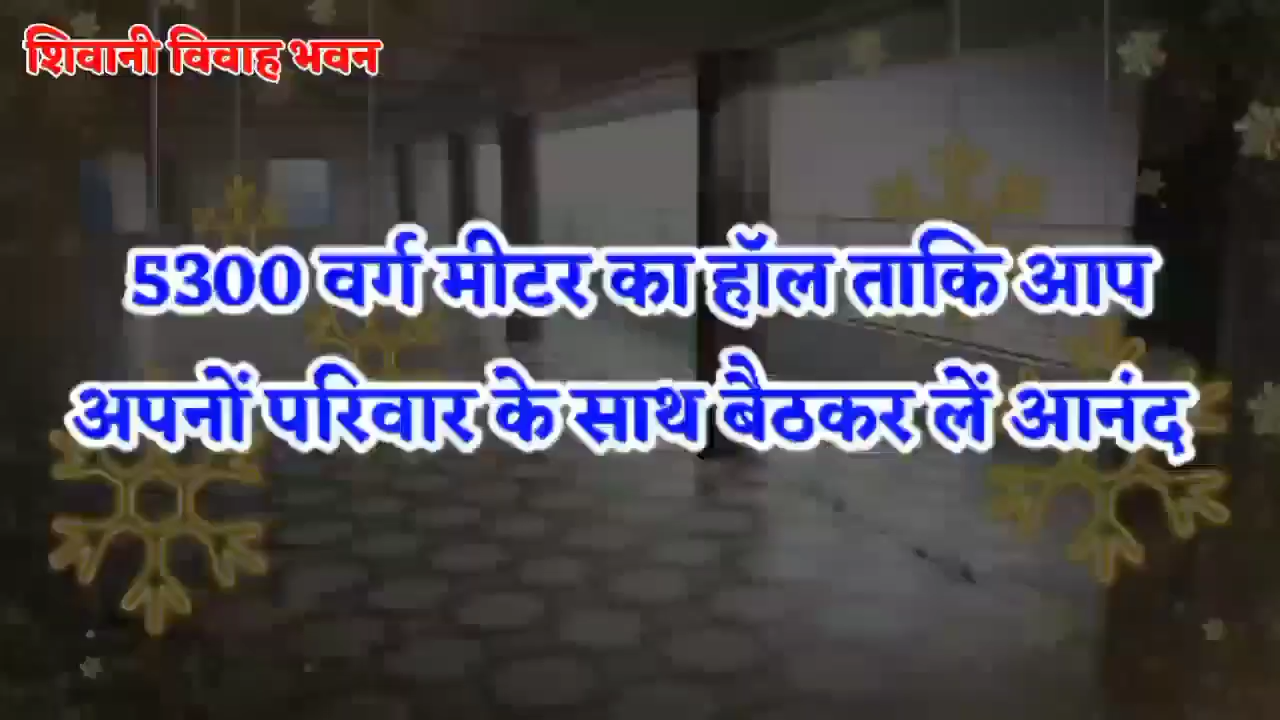 शिवानी विवाह भवन
5300 वर्ग मीटर का हॉल ताकि आप
अपनों परिवार के साथ बैठकर लें आनंद